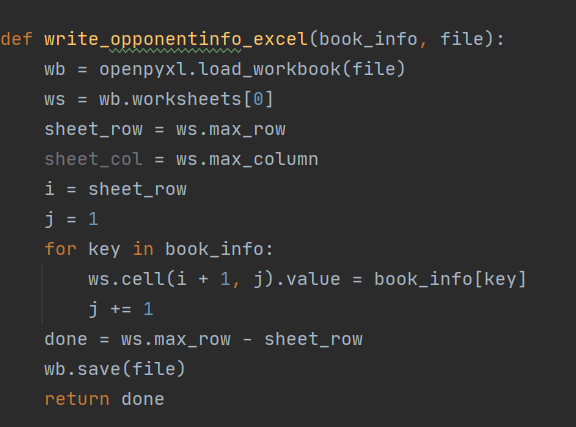 def write_opponentinfo_excel(book_info, file):
    wb = openpyxl.load_workbook(file)
    ws = wb.worksheets[0]
    sheet_row = ws.max_row
    sheet_col = ws.max_column
    i = sheet_row
    j = 1
    for key in book_info:
        ws.cell(i + 1, j).value = book_info[key]
        j += 1
    done = ws.max_row - sheet_row
    wb.save(file)
    return done